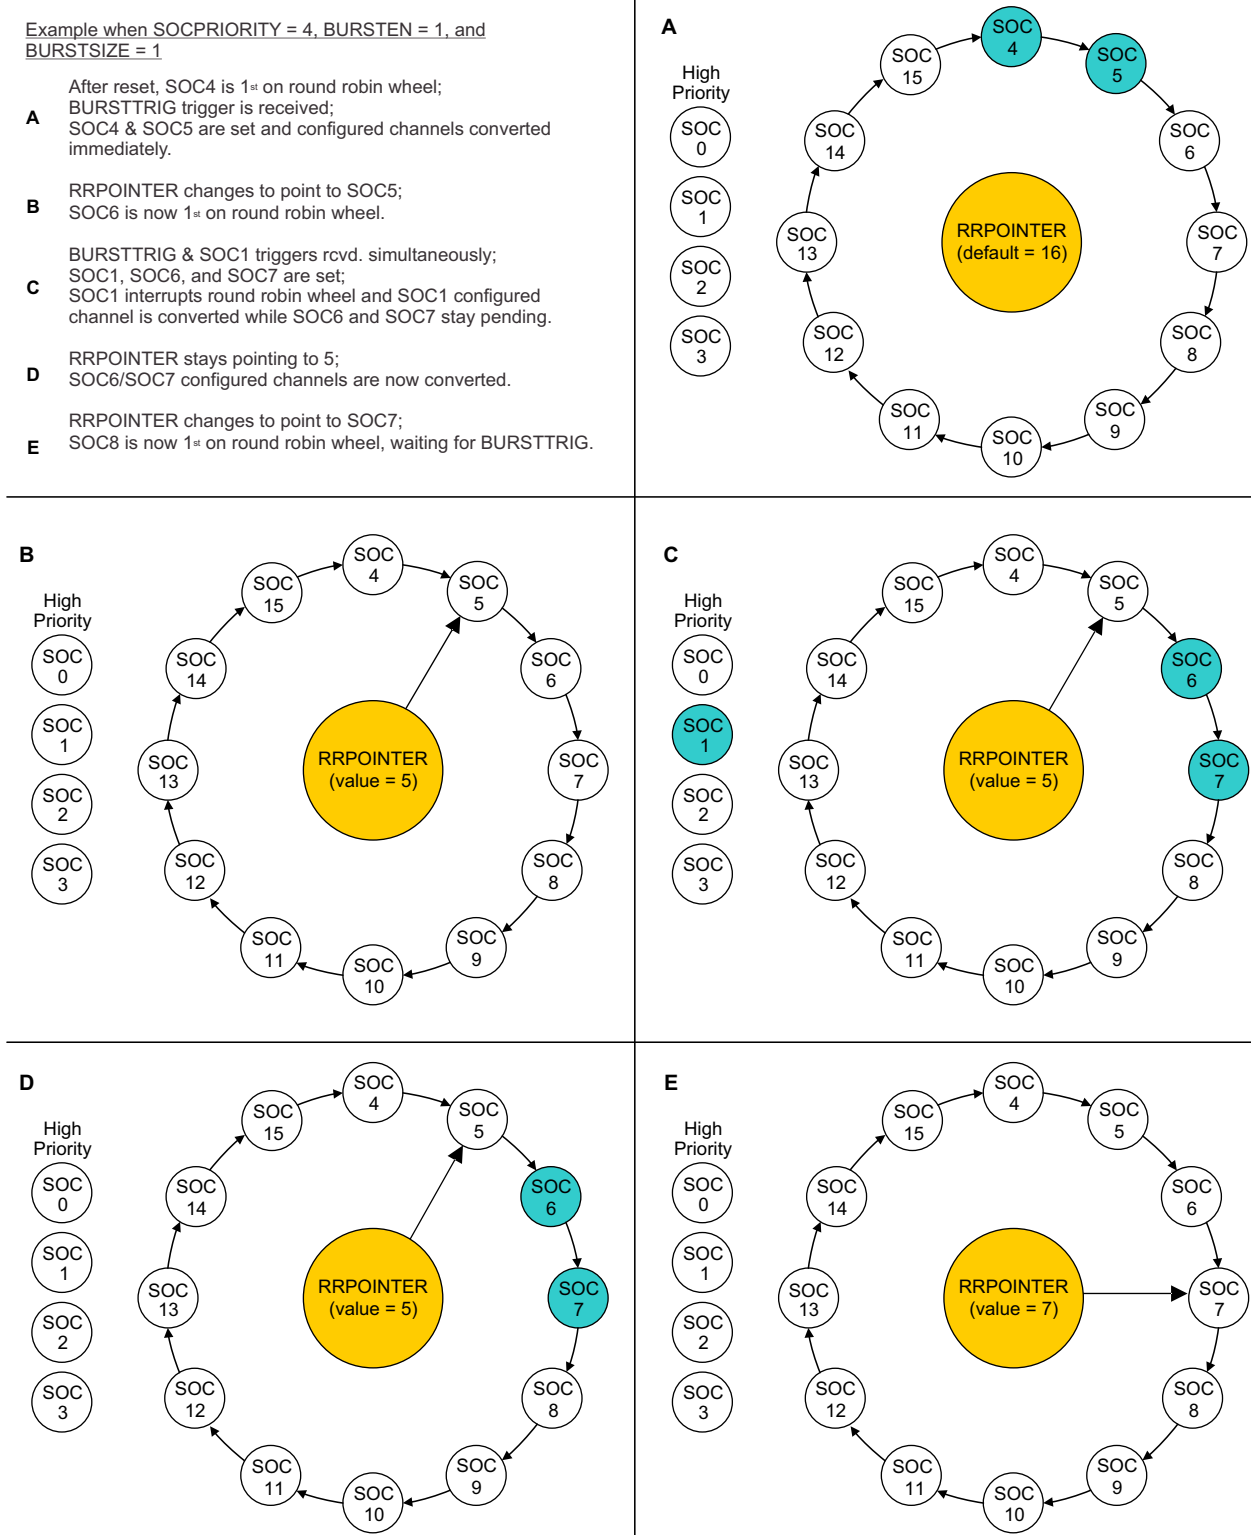 Example when SOCPRIORITY = 4, BURSTEN = 1, and
BURSTSIZE = 1
A
After reset, SOC4 is 1st on round robin wheel;
BURSTTRIG trigger is received;
SOC4 & SOC5 are set and configured channels converted
immediately.
B
RRPOINTER changes to point to SOC5;
SOC6 is now 1st on round robin wheel.
C
BURSTTRIG & SOC1 triggers rcvd. simultaneously;
SOC1, SOC6, and SOC7 are set;
SOC1 interrupts round robin wheel and SOC1 configured
channel is converted while SOC6 and SOC7 stay pending.
D
RRPOINTER stays pointing to 5;
SOC6/SOC7 configured channels are now converted.
E
RRPOINTER changes to point to SOC7;
SOC8 is now 1st on round robin wheel, waiting for BURSTTRIG.
A
High
Priority
SOC
0
SOC
1
SOC
2
SOC
3
SOC
4
SOC
5
SOC
6
SOC
7
SOC
8
SOC
9
SOC
10
SOC
11
SOC
12
SOC
13
SOC
14
SOC
15
RRPOINTER
(default = 16)
B
High
Priority
SOC
0
SOC
1
SOC
2
SOC
3
SOC
4
SOC
5
SOC
6
SOC
7
SOC
8
SOC
9
SOC
10
SOC
11
SOC
12
SOC
13
SOC
14
SOC
15
RRPOINTER
(value = 5)
C
High
Priority
SOC
0
SOC
1
SOC
2
SOC
3
SOC
4
SOC
5
SOC
6
SOC
7
SOC
8
SOC
9
SOC
10
SOC
11
SOC
12
SOC
13
SOC
14
SOC
15
RRPOINTER
(value = 5)
D
High
Priority
SOC
0
SOC
1
SOC
2
SOC
3
SOC
4
SOC
5
SOC
6
SOC
7
SOC
8
SOC
9
SOC
10
SOC
11
SOC
12
SOC
13
SOC
14
SOC
15
RRPOINTER
(value = 5)
E
High
Priority
SOC
0
SOC
1
SOC
2
SOC
3
SOC
4
SOC
5
SOC
6
SOC
7
SOC
8
SOC
9
SOC
10
SOC
11
SOC
12
SOC
13
SOC
14
SOC
15
RRPOINTER
(value = 7)